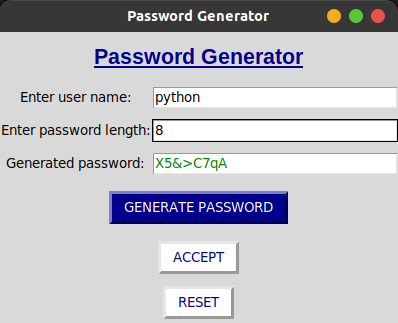 Password Generator
Password Generator
Enter user name: python
Enter password length: 8
Generated password: X5&>C7qA
GENERATE PASSWORD
ACCEPT
RESET